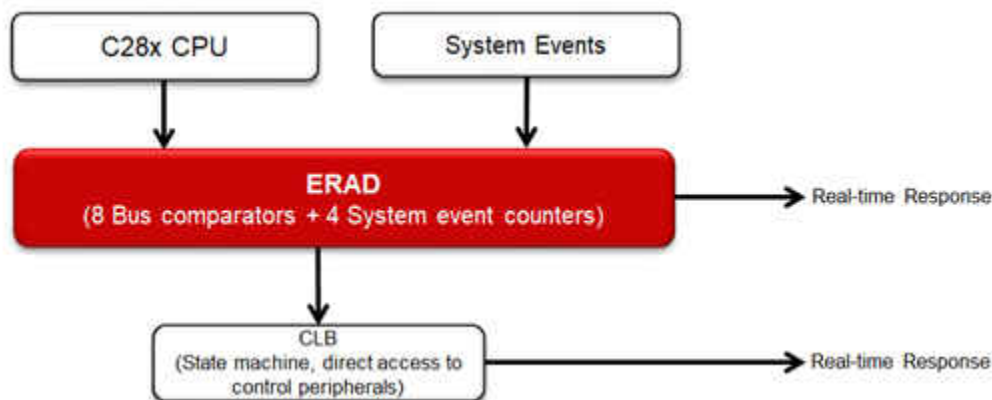 C28x CPU
System Events
ERAD
(8 Bus comparators + 4 System event counters)
Real-time Response
CLB
(State machine, direct access to
control peripherals)
Real-time Response